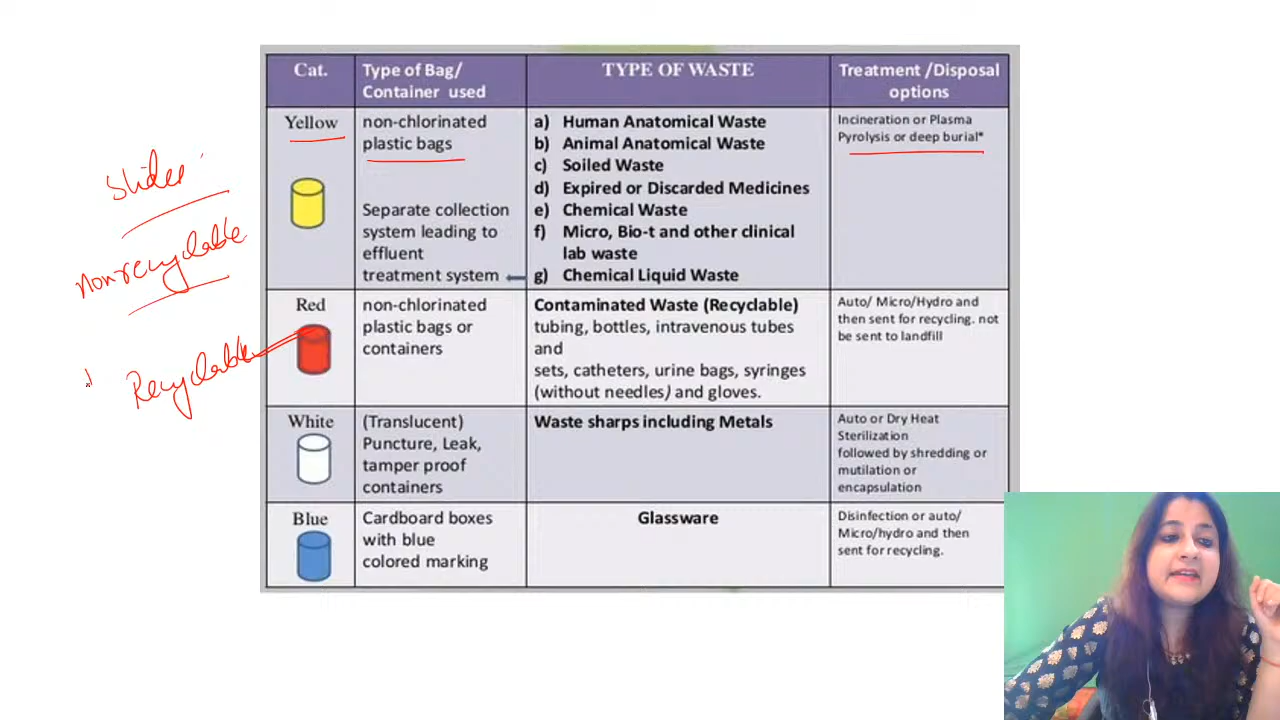 Cat.
Type of Bag/
Container used
TYPE OF WASTE
Treatment /Disposal
options
Yellow
non-chlorinated
plastic bags
Separate collection
system leading to
effluent
treatment system
a) Human Anatomical Waste
b) Animal Anatomical Waste
c) Soiled Waste
d) Expired or Discarded Medicines
e) Chemical Waste
f) Micro, Bio-t and other clinical
lab waste
g) Chemical Liquid Waste
Incineration or Plasma
Pyrolysis or deep burial*
Red
non-chlorinated
plastic bags or
containers
Contaminated Waste (Recyclable)
tubing, bottles, intravenous tubes
and
sets, catheters, urine bags, syringes
(without needles) and gloves.
Auto/ Micro/Hydro and
then sent for recycling. not
be sent to landfill
White
(Translucent)
Puncture, Leak,
tamper proof
containers
Waste sharps including Metals
Auto or Dry Heat
Sterilization
followed by shredding or
mutilation or
encapsulation
Blue
Cardboard boxes
with blue
colored marking
Glassware
Disinfection or auto/
Micro/hydro and then
sent for recycling.
Slides
Nonrecyclable
Recyclable